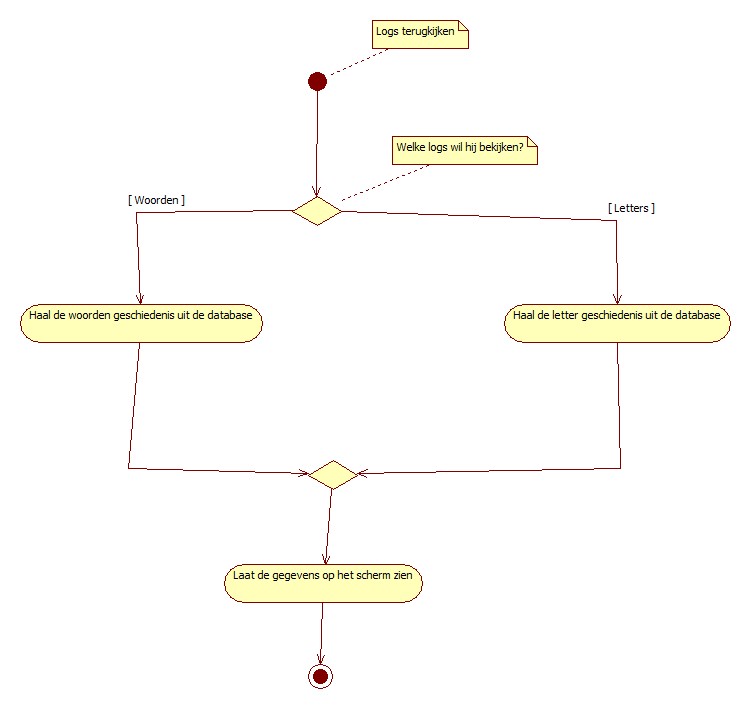 Logs terugkijken
Welke logs wil hij bekijken?
[ Woorden ]
[ Letters ]
Haal de woorden geschiedenis uit de database
Haal de letter geschiedenis uit de database
Laat de gegevens op het scherm zien